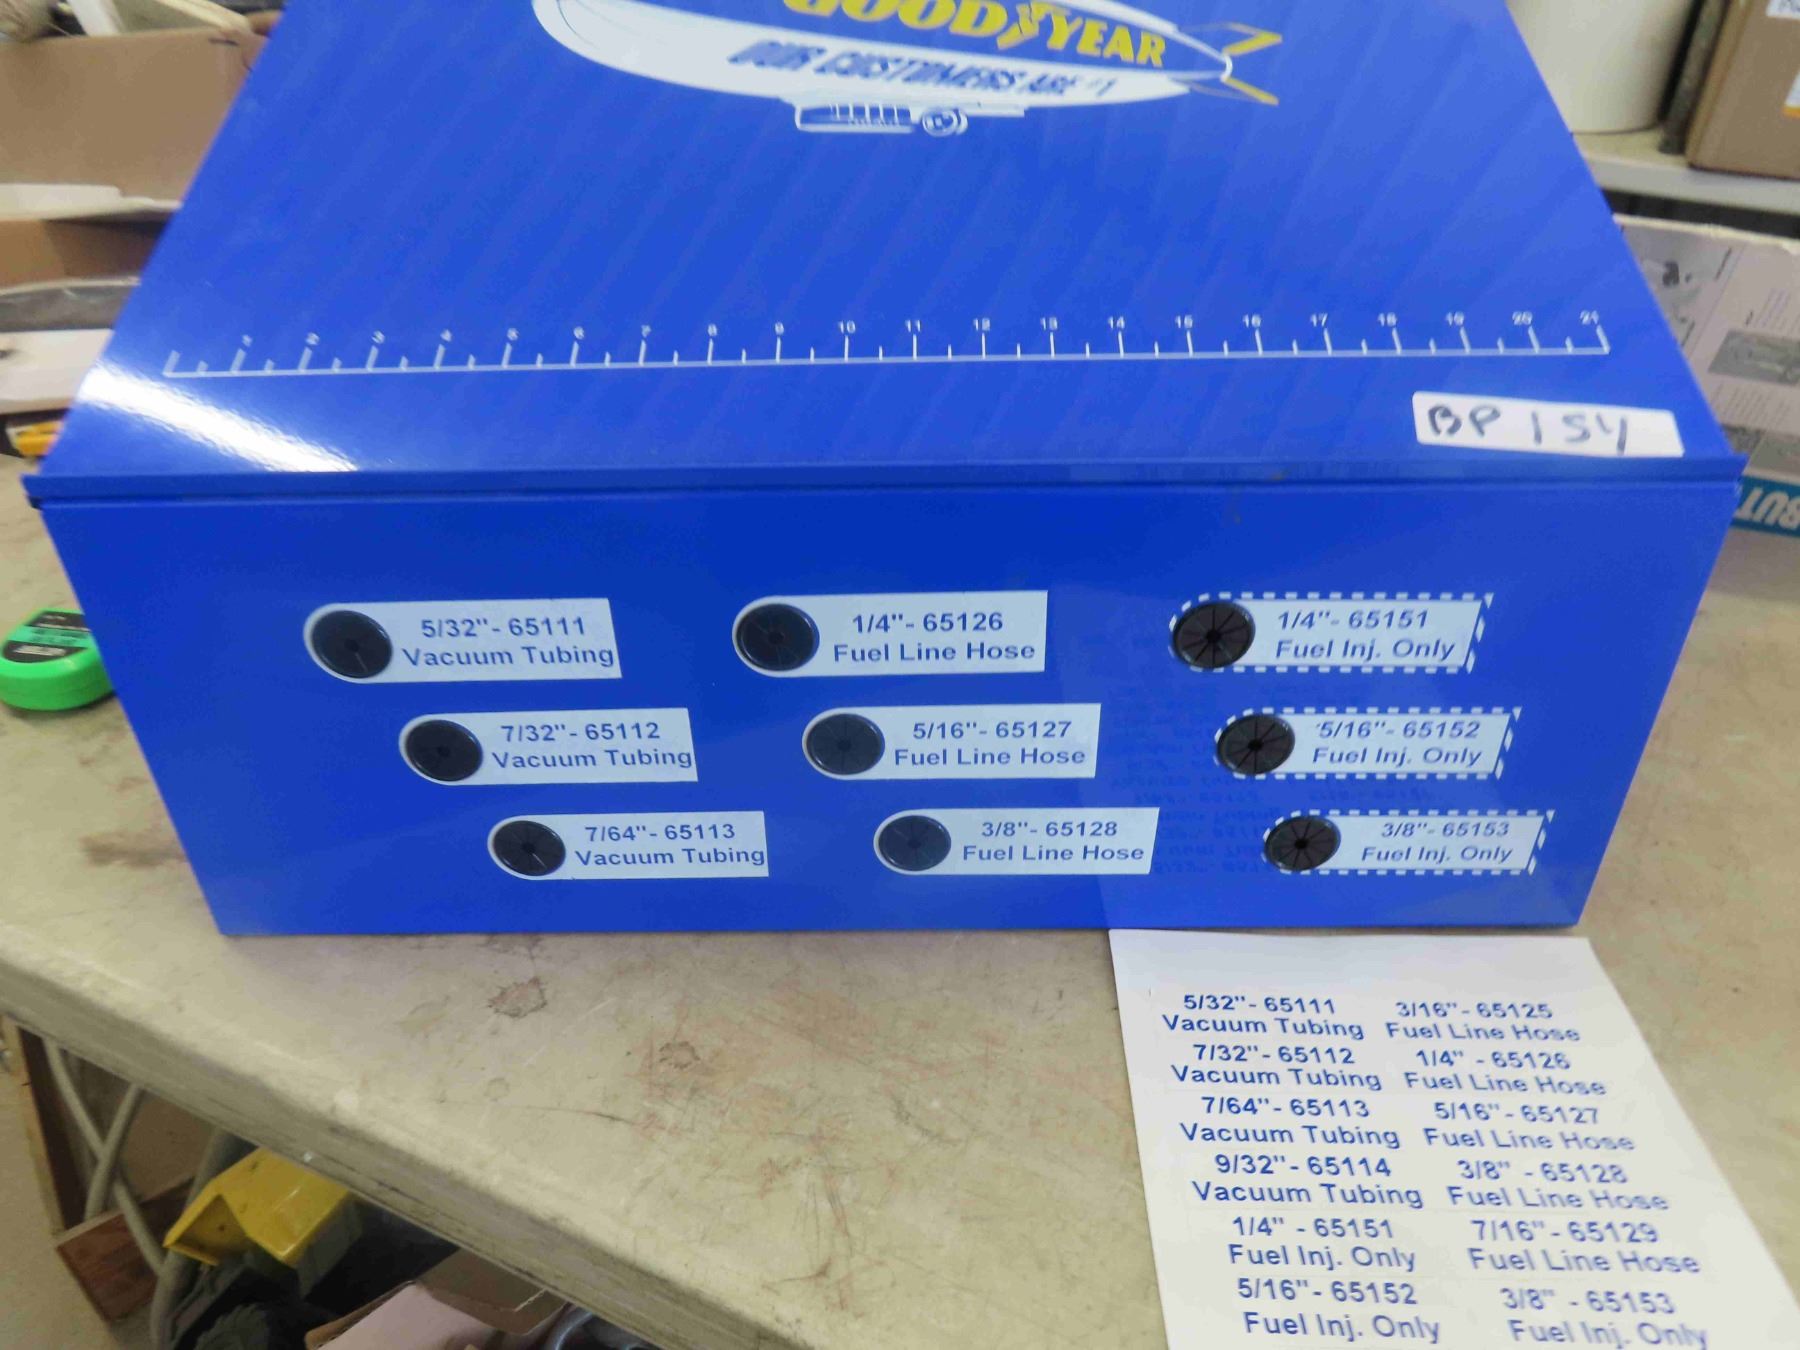 GOODYEAR
OUR CUSTOMERS ARE #1
1 2 3 4 5 6 7 8 9 10 11 12 13 14 15 16 17 18 19 20 21
BP 154
5/32"- 65111
Vacuum Tubing
1/4"- 65126
Fuel Line Hose
1/4"- 65151
Fuel Inj. Only
7/32"- 65112
Vacuum Tubing
5/16"- 65127
Fuel Line Hose
5/16"- 65152
Fuel Inj. Only
7/64"- 65113
Vacuum Tubing
3/8"- 65128
Fuel Line Hose
3/8"- 65153
Fuel Inj. Only
5/32"- 65111 3/16"- 65125
Vacuum Tubing Fuel Line Hose
7/32"- 65112 1/4" - 65126
Vacuum Tubing Fuel Line Hose
7/64"- 65113 5/16"- 65127
Vacuum Tubing Fuel Line Hose
9/32"- 65114 3/8" - 65128
Vacuum Tubing Fuel Line Hose
1/4" - 65151 7/16"- 65129
Fuel Inj. Only Fuel Line Hose
5/16"- 65152 3/8" - 65153
Fuel Inj. Only Fuel Inj. Only